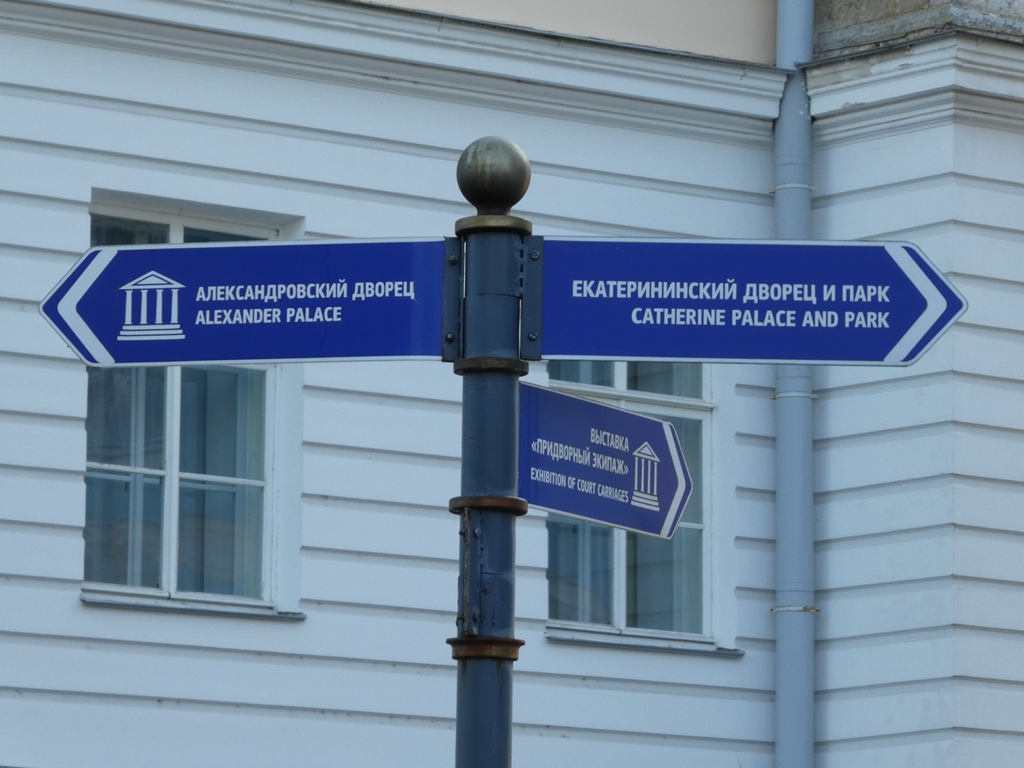 АЛЕКСАНДРОВСКИЙ ДВОРЕЦ
ALEXANDER PALACE
ЕКАТЕРИНИНСКИЙ ДВОРЕЦ И ПАРК
CATHERINE PALACE AND PARK
ВЫСТАВКА
«ПРИДВОРНЫЙ ЭКИПАЖ»
EXHIBITION OF COURT CARRIAGES